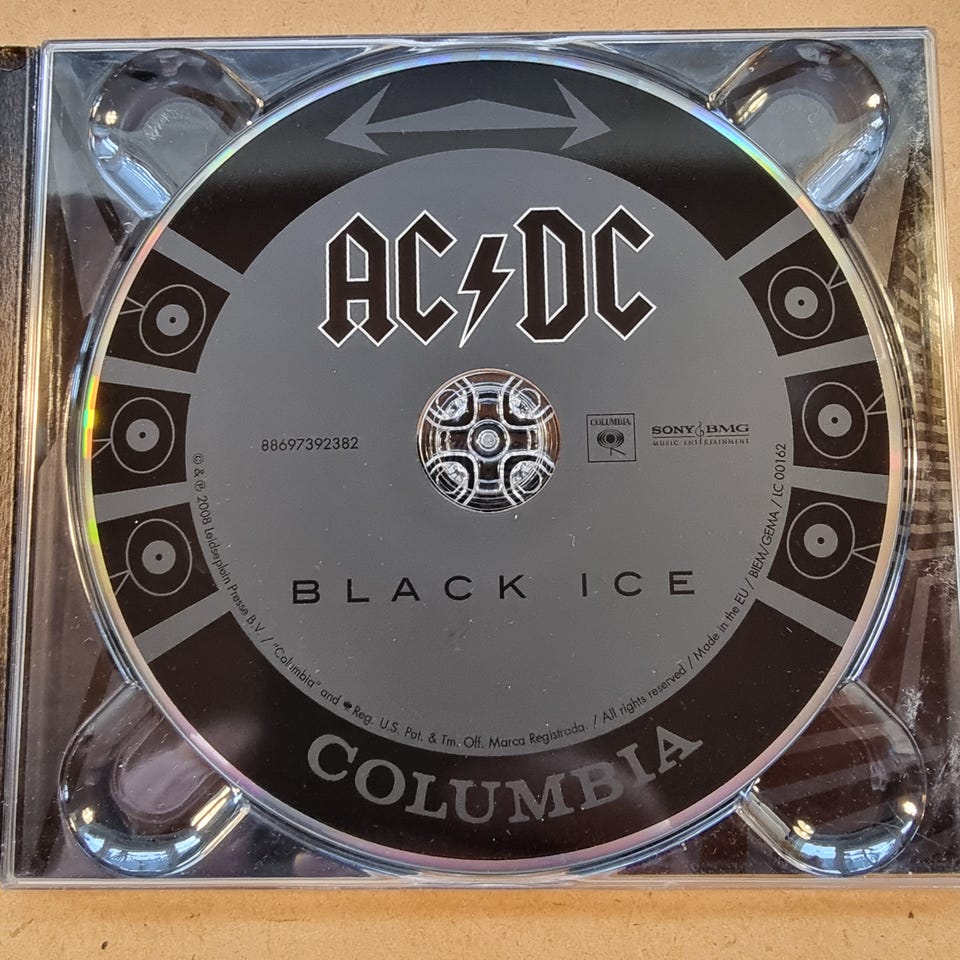 AC DC
88697392382
COLUMBIA
SONY BMG
MUSIC ENTERTAINMENT
BLACK ICE
© & ℗ 2008 Leidseplein Presse B.V. / "Columbia" and Reg. U.S. Pat. & Tm. Off. Marca Registrada. / All rights reserved / Made in the EU / BIEM/GEMA / LC 00162
COLUMBIA